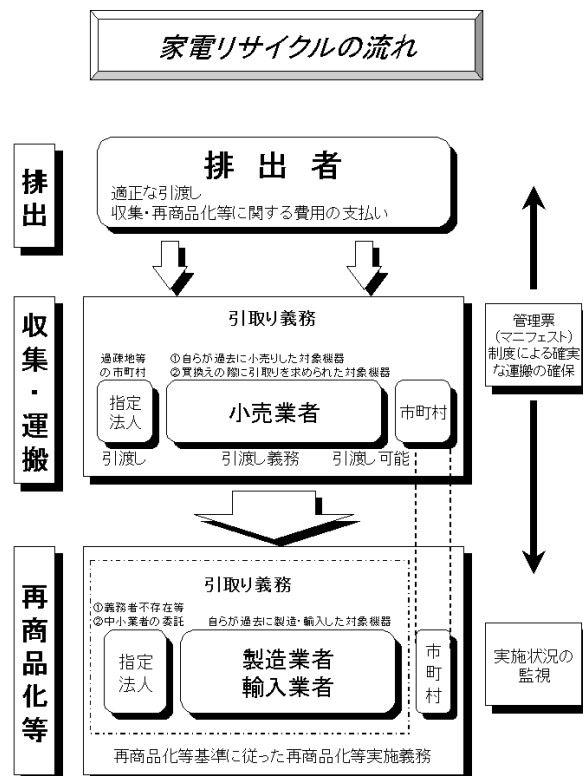 家電リサイクルの流れ
排出
排出者
適正な引渡し
収集・再商品化等に関する費用の支払い
収集・運搬
引取り義務
過疎地等
の市町村
①自らが過去に小売りした対象機器
②買換えの際に引取りを求められた対象機器
指定
法人
小売業者
市町村
引渡し
引渡し義務
引渡し可能
管理票
(マニフェスト)
制度による確実
な運搬の確保
再商品化等
引取り義務
①義務者不存在等
②中小業者の委託
自らが過去に製造・輸入した対象機器
指定
法人
製造業者
輸入業者
市町村
再商品化等基準に従った再商品化等実施義務
実施状況の
監視